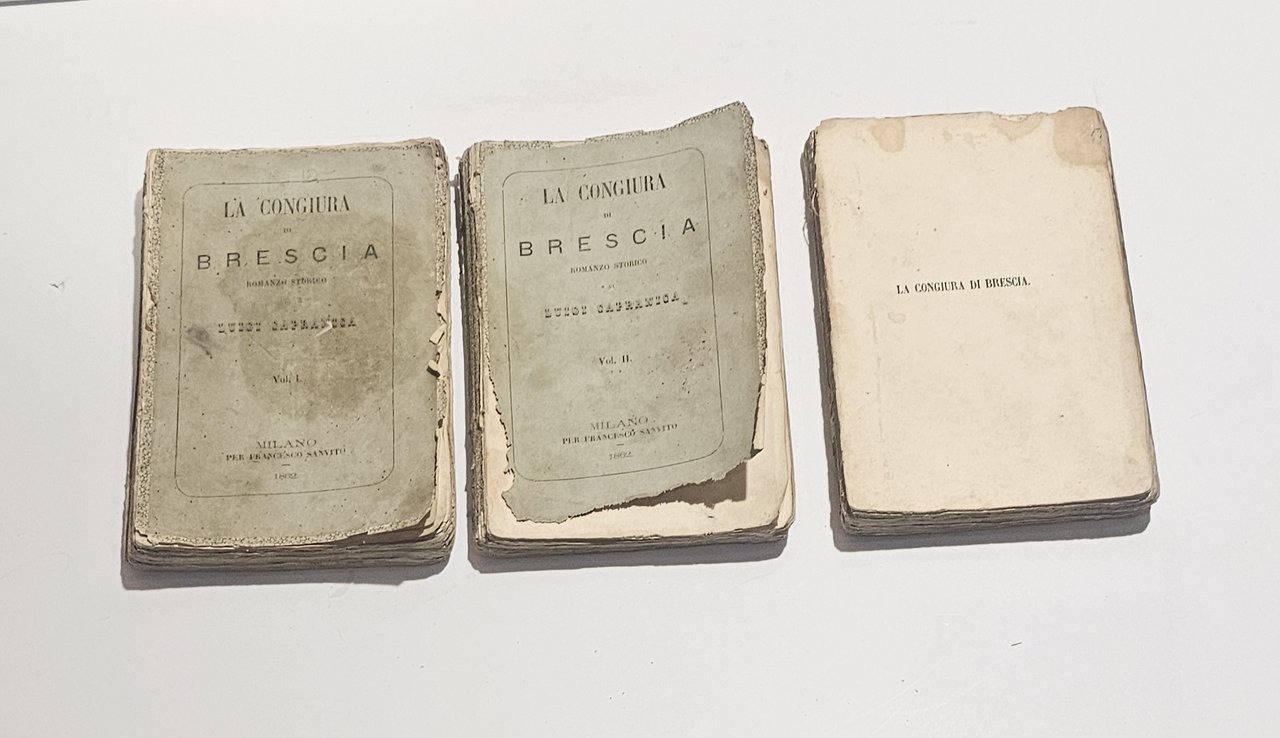 LA CONGIURA
DI
BRESCIA
ROMANZO STORICO
DI
LUIGI CAPRANICA
Vol. I.
MILANO
PER FRANCESCO SANVITO
1862
LA CONGIURA
DI
BRESCIA
ROMANZO STORICO
DI
LUIGI CAPRANICA
Vol. II.
MILANO
PER FRANCESCO SANVITO
1862.
LA CONGIURA DI BRESCIA.